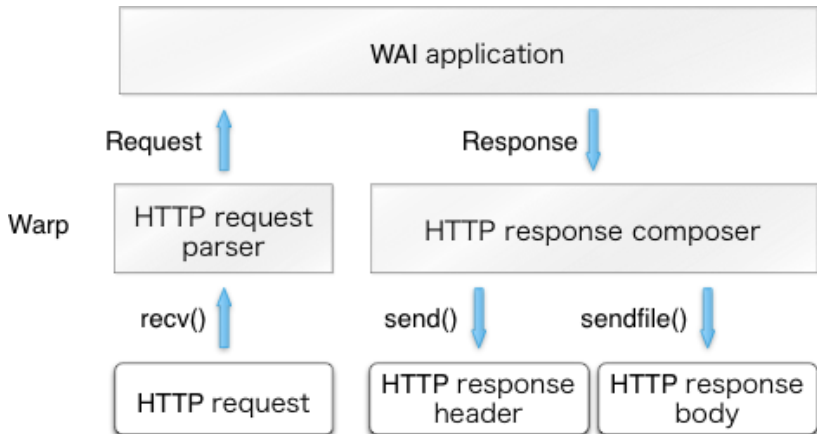 WAI application
Request
Response
Warp
HTTP request
parser
HTTP response composer
recv()
send()
sendfile()
HTTP request
HTTP response
header
HTTP response
body